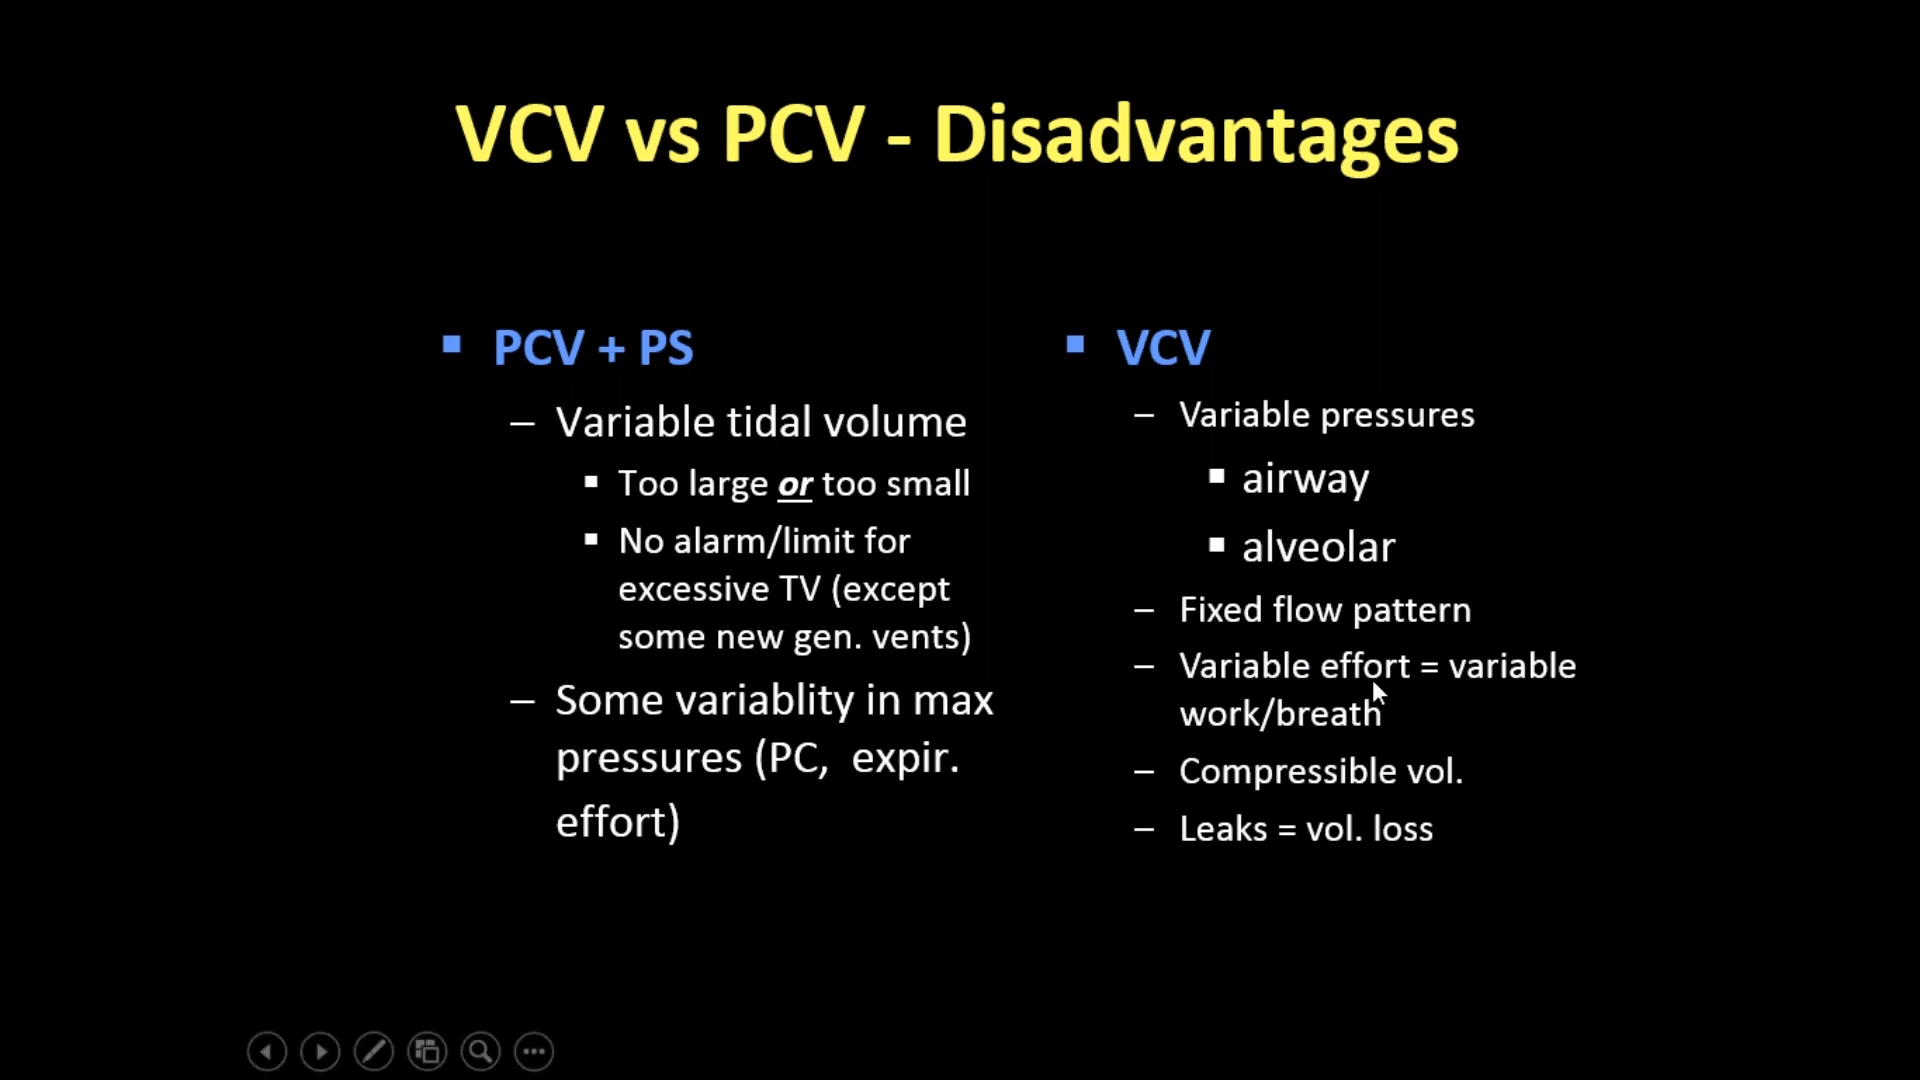 VCV vs PCV - Disadvantages
▪ PCV + PS
– Variable tidal volume
▪ Too large or too small
▪ No alarm/limit for
excessive TV (except
some new gen. vents)
– Some variablity in max
pressures (PC,  expir.
effort)
▪ VCV
– Variable pressures
▪ airway
▪ alveolar
– Fixed flow pattern
– Variable effort = variable
work/breath
– Compressible vol.
– Leaks = vol. loss